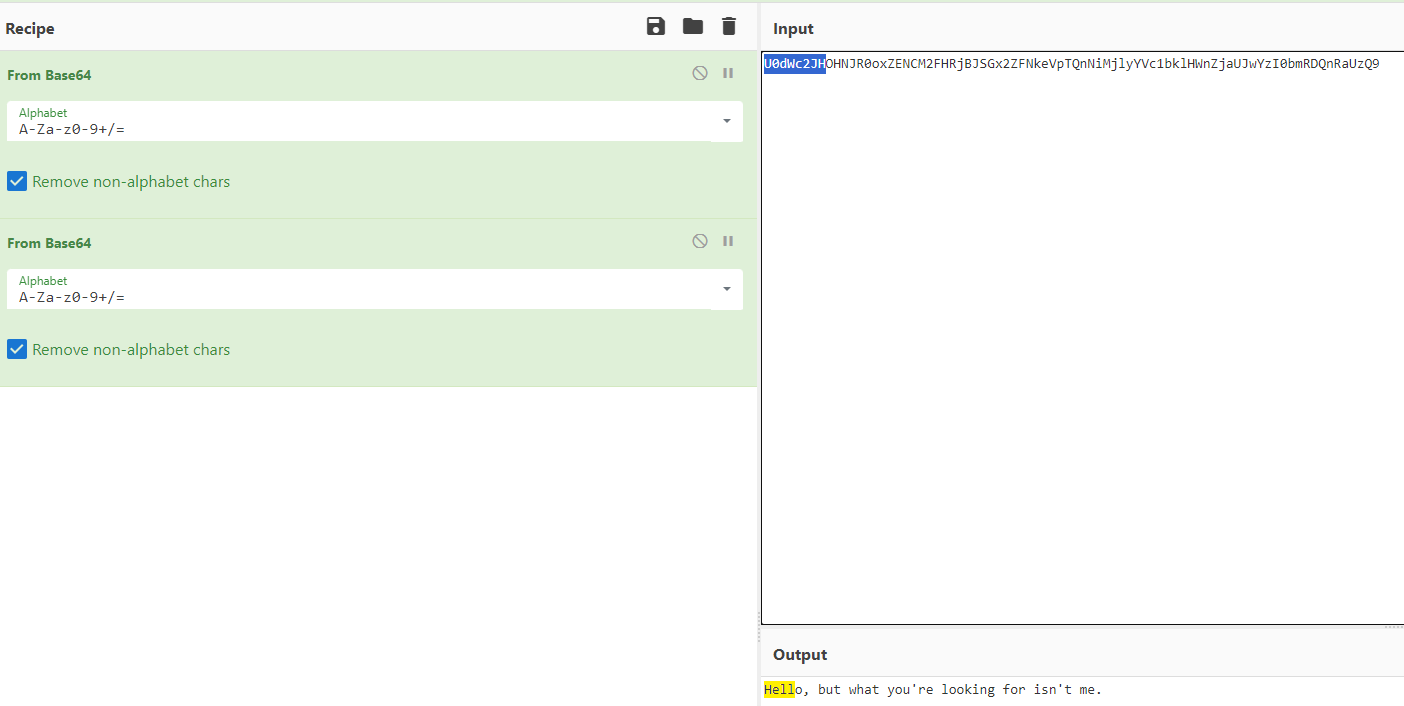 Recipe
From Base64
Alphabet
A-Za-z0-9+/=
Remove non-alphabet chars
From Base64
Alphabet
A-Za-z0-9+/=
Remove non-alphabet chars
Input
U0dWc2JHOHNJR0oxZENCM2FHRjBJSGx2ZFNkeVpTQnNiMjlyYVc1bklHWnZjaUJwYzI0bmRDQnRaUzQ9
Output
Hello, but what you're looking for isn't me.